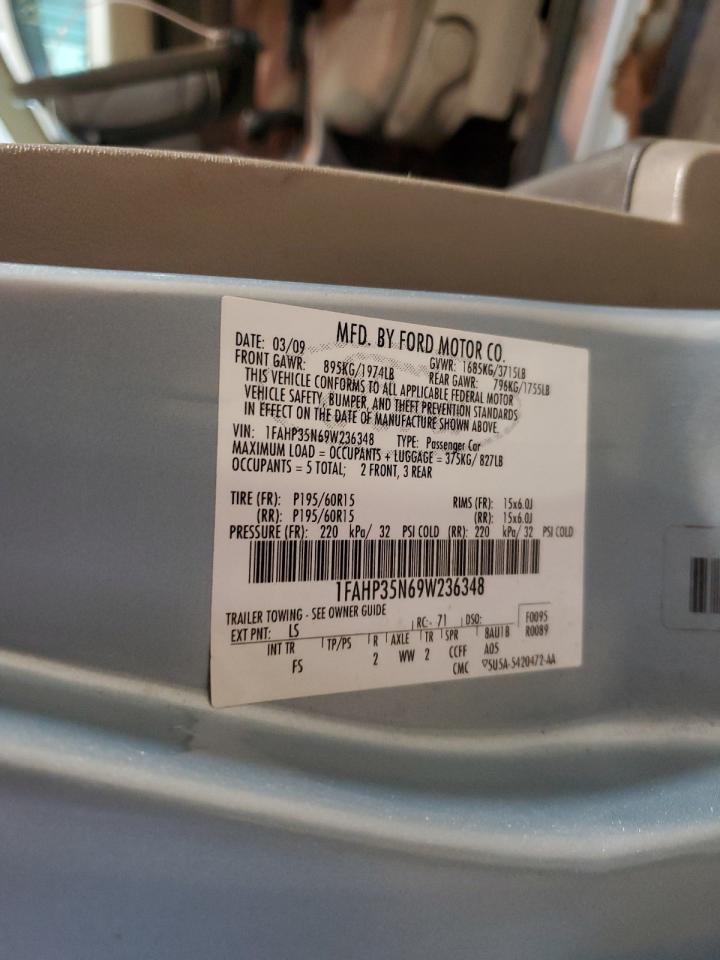 MFD. BY FORD MOTOR CO.
DATE: 03/09 GVWR: 1685KG/3715LB
FRONT GAWR: 895KG/1974LB REAR GAWR: 796KG/1755LB
THIS VEHICLE CONFORMS TO ALL APPLICABLE FEDERAL MOTOR
VEHICLE SAFETY, BUMPER, AND THEFT PREVENTION STANDARDS
IN EFFECT ON THE DATE OF MANUFACTURE SHOWN ABOVE.
VIN: 1FAHP35N69W236348 TYPE: Passenger Car
MAXIMUM LOAD = OCCUPANTS + LUGGAGE = 375KG/ 827LB
OCCUPANTS = 5 TOTAL; 2 FRONT, 3 REAR
TIRE (FR): P195/60R15 RIMS (FR): 15x6.0J
(RR): P195/60R15 (RR): 15x6.0J
PRESSURE (FR): 220 kPa/ 32 PSI COLD (RR): 220 kPa/ 32 PSI COLD
1FAHP35N69W236348
TRAILER TOWING - SEE OWNER GUIDE
EXT PNT: LS RC: 71 DSO: F0095
INT TR TP/PS R AXLE TR SPR BAU1B R0089
FS 2 WW 2 CCFF A05
CMC ▽5U5A-5420472-AA